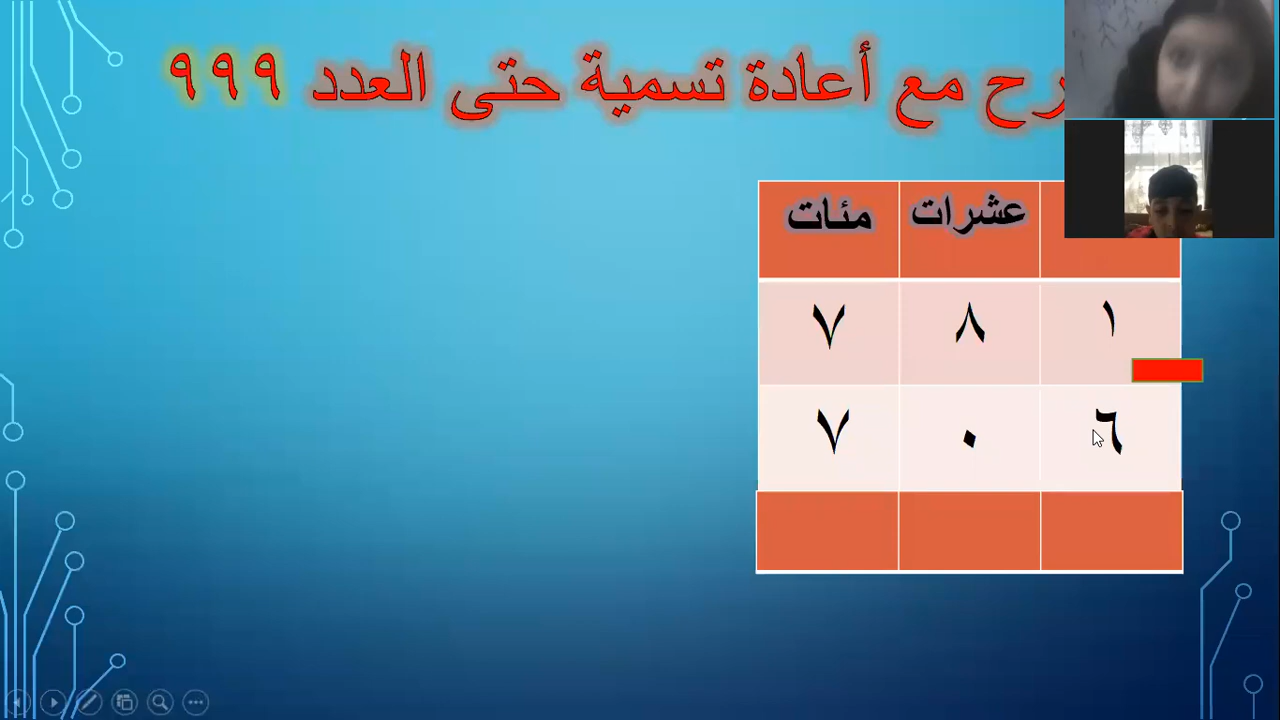 رح مع أعادة تسمية حتى العدد ٩٩٩
عشرات مئات
١ ٨ ٧
٦ ٠ ٧